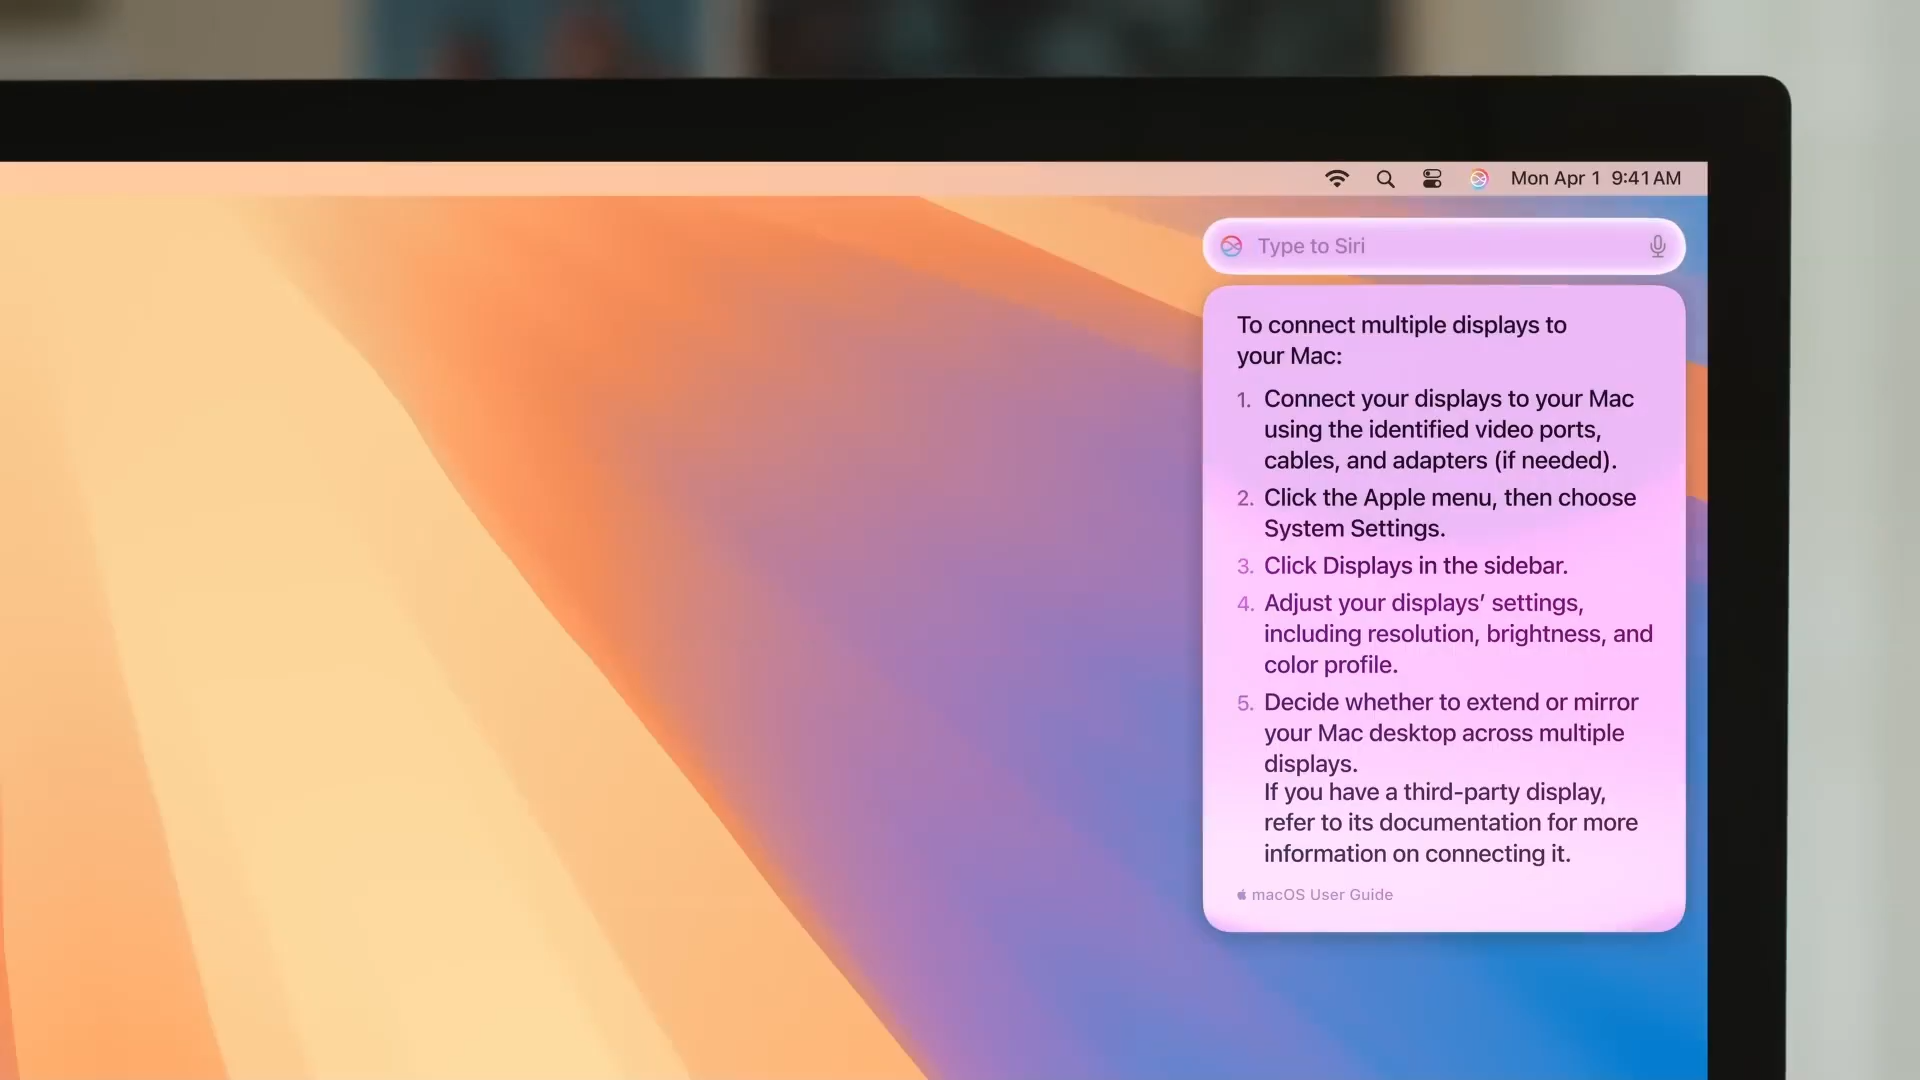 Mon Apr 1 9:41 AM
Type to Siri
To connect multiple displays to
your Mac:
1. Connect your displays to your Mac
using the identified video ports,
cables, and adapters (if needed).
2. Click the Apple menu, then choose
System Settings.
3. Click Displays in the sidebar.
4. Adjust your displays’ settings,
including resolution, brightness, and
color profile.
5. Decide whether to extend or mirror
your Mac desktop across multiple
displays.
If you have a third-party display,
refer to its documentation for more
information on connecting it.
macOS User Guide